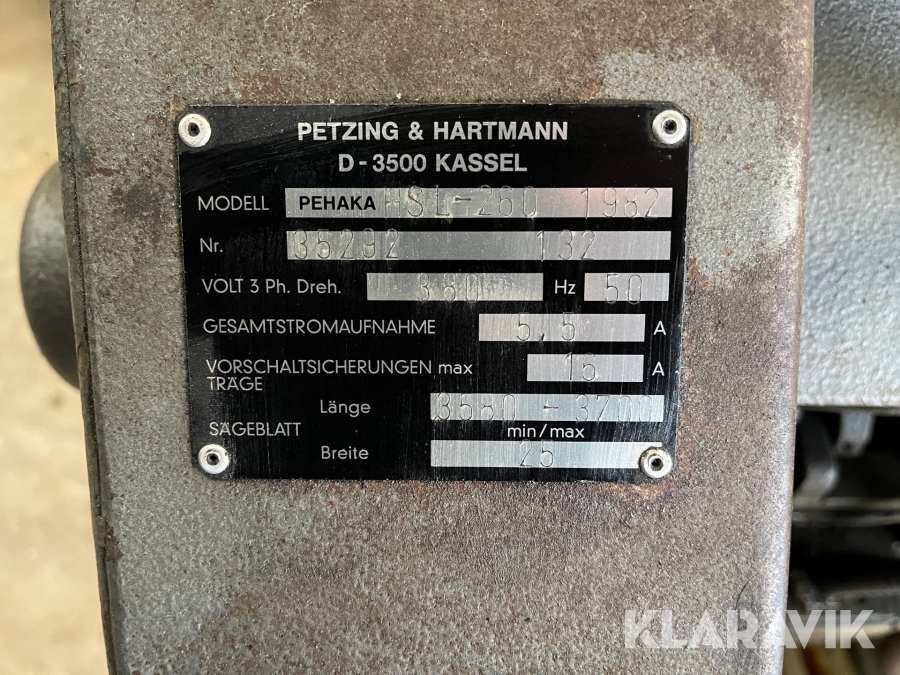 PETZING & HARTMANN
D-3500 KASSEL
MODELL PEHAKA HSL-260 1982
Nr. 35292 132
VOLT 3 Ph. Dreh. 380 Hz 50
GESAMTSTROMAUFNAHME 5,5 A
VORSCHALTSICHERUNGEN max 16 A
TRÄGE
Länge 3680 - 3700
SÄGEBLATT min/max
Breite 25
KLARAVIK